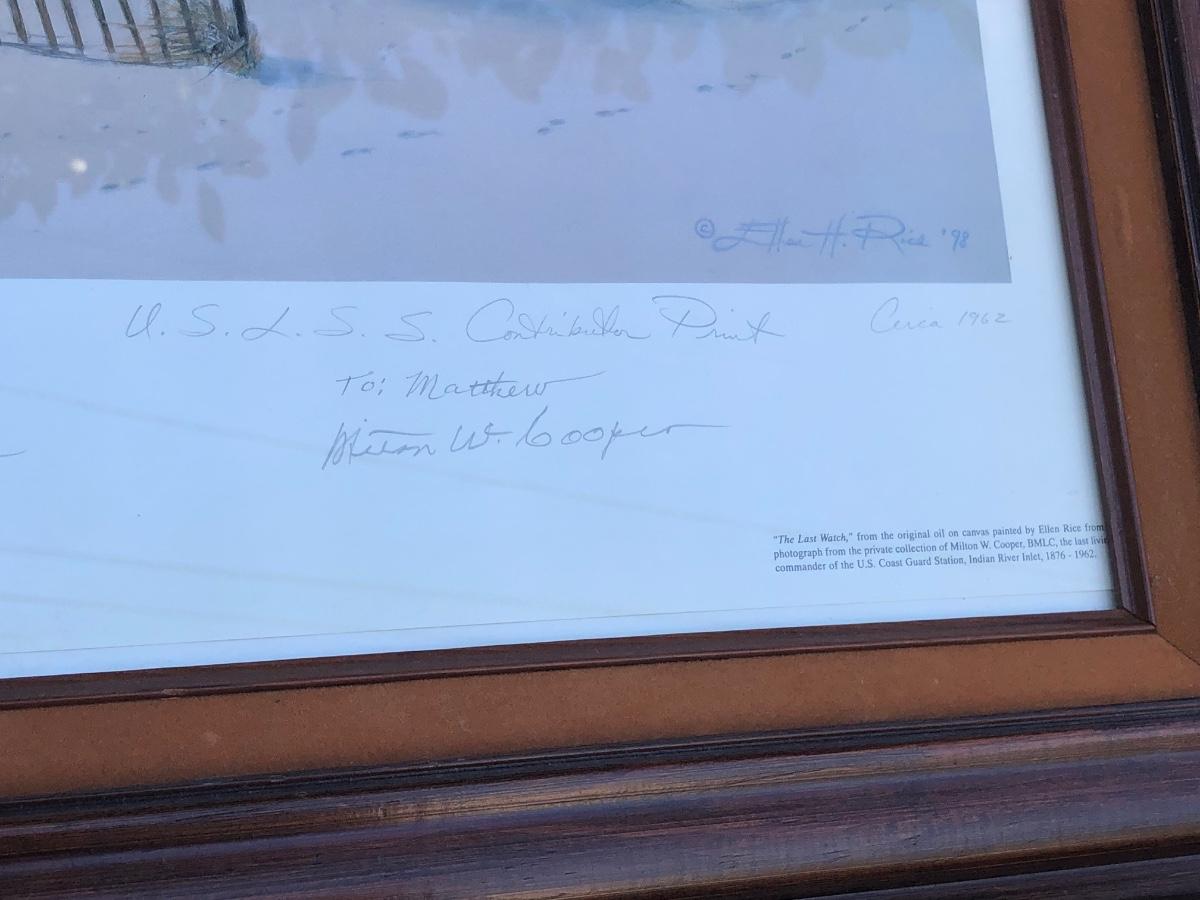 © Ellen H. Rice '98
U. S. L. S. S. Contributor Print Circa 1962
To: Matthew
Milton W. Cooper
"The Last Watch," from the original oil on canvas painted by Ellen Rice from
photograph from the private collection of Milton W. Cooper, BMLC, the last livin
commander of the U.S. Coast Guard Station, Indian River Inlet, 1876 - 1962.